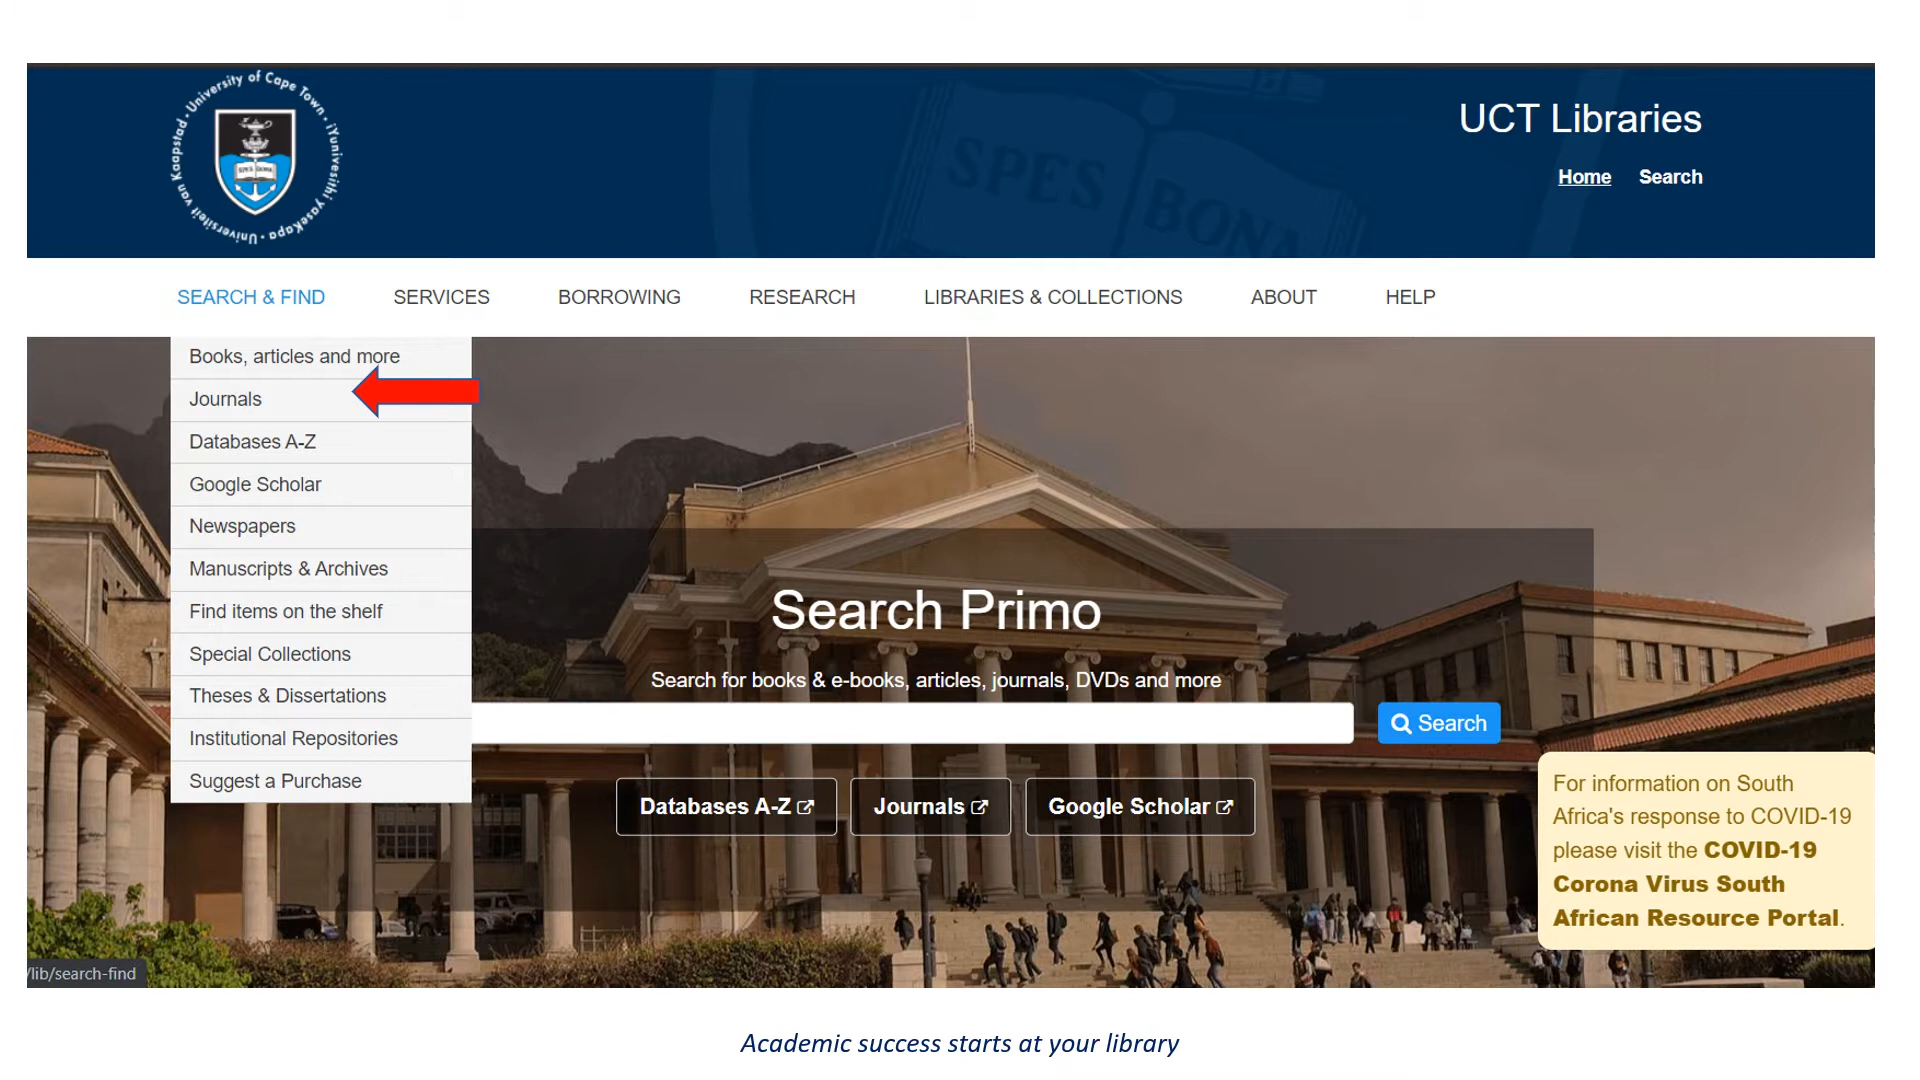 University of Cape Town · iYunivesithi yaseKapa · Universiteit van Kaapstad ·
SPES BONA
SPES BONA
UCT Libraries
Home Search
SEARCH & FIND SERVICES BORROWING RESEARCH LIBRARIES & COLLECTIONS ABOUT HELP
Books, articles and more
Journals
Databases A-Z
Google Scholar
Newspapers
Manuscripts & Archives
Find items on the shelf
Special Collections
Theses & Dissertations
Institutional Repositories
Suggest a Purchase
Search Primo
Search for books & e-books, articles, journals, DVDs and more
Search
Databases A-Z Journals Google Scholar
For information on South
Africa's response to COVID-19
please visit the COVID-19
Corona Virus South
African Resource Portal.
/lib/search-find
Academic success starts at your library